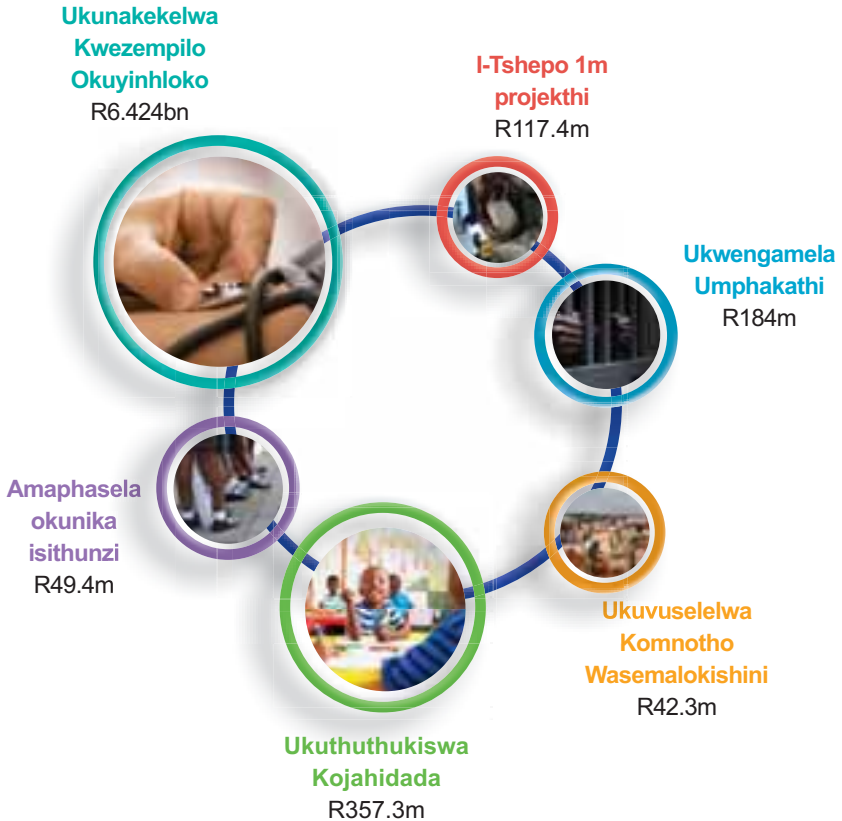 Ukunakekelwa
Kwezempilo
Okuyinhloko
R6.424bn
I-Tshepo 1m
projekthi
R117.4m
Ukwengamela
Umphakathi
R184m
Amaphasela
okunika
isithunzi
R49.4m
Ukuvuselelwa
Komnotho
Wasemalokishini
R42.3m
Ukuthuthukiswa
Kojahidada
R357.3m